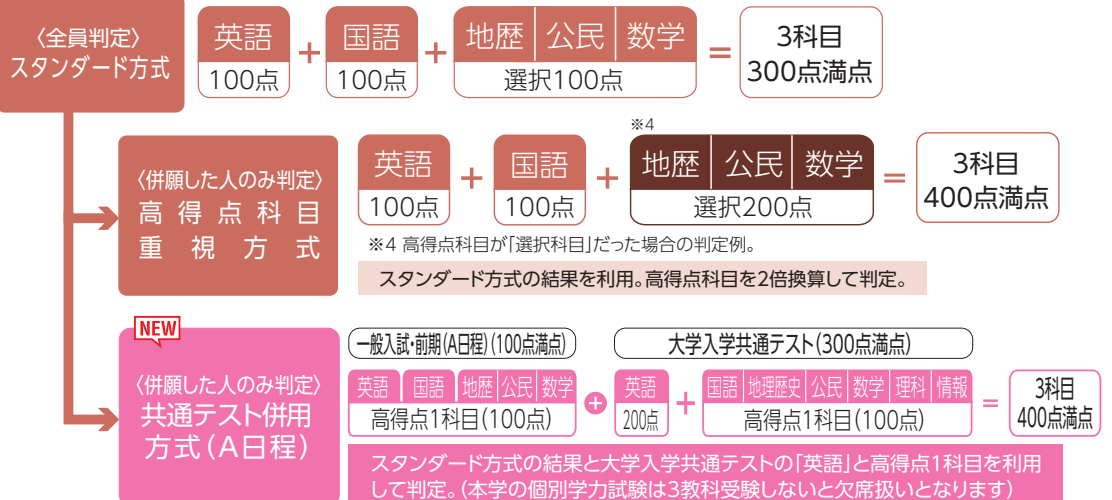 〈全員判定〉
スタンダード方式
英語
100点
+
国語
100点
+
地歴 公民 数学
選択100点
=
3科目
300点満点
〈併願した人のみ判定〉
高得点科目
重視方式
英語
100点
+
国語
100点
+
※4
地歴 公民 数学
選択200点
=
3科目
400点満点
※4 高得点科目が「選択科目」だった場合の判定例。
スタンダード方式の結果を利用。高得点科目を2倍換算して判定。
NEW
〈併願した人のみ判定〉
共通テスト併用
方式(A日程)
一般入試・前期(A日程)(100点満点)
英語 国語 地歴 公民 数学
高得点1科目(100点)
+
大学入学共通テスト(300点満点)
英語
200点
+
国語 地理歴史 公民 数学 理科 情報
高得点1科目(100点)
=
3科目
400点満点
スタンダード方式の結果と大学入学共通テストの「英語」と高得点1科目を利用
して判定。(本学の個別学力試験は3教科受験しないと欠席扱いとなります)